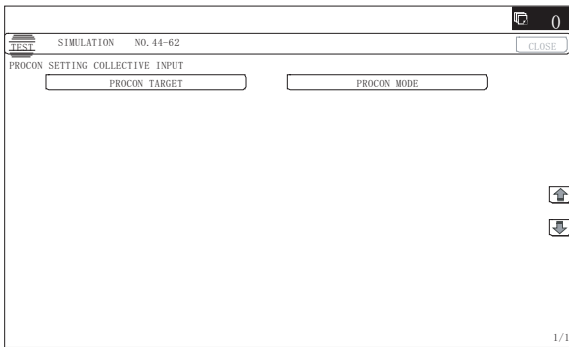 0
TEST SIMULATION NO.44-62 CLOSE
PROCON SETTING COLLECTIVE INPUT
PROCON TARGET PROCON MODE
1/1